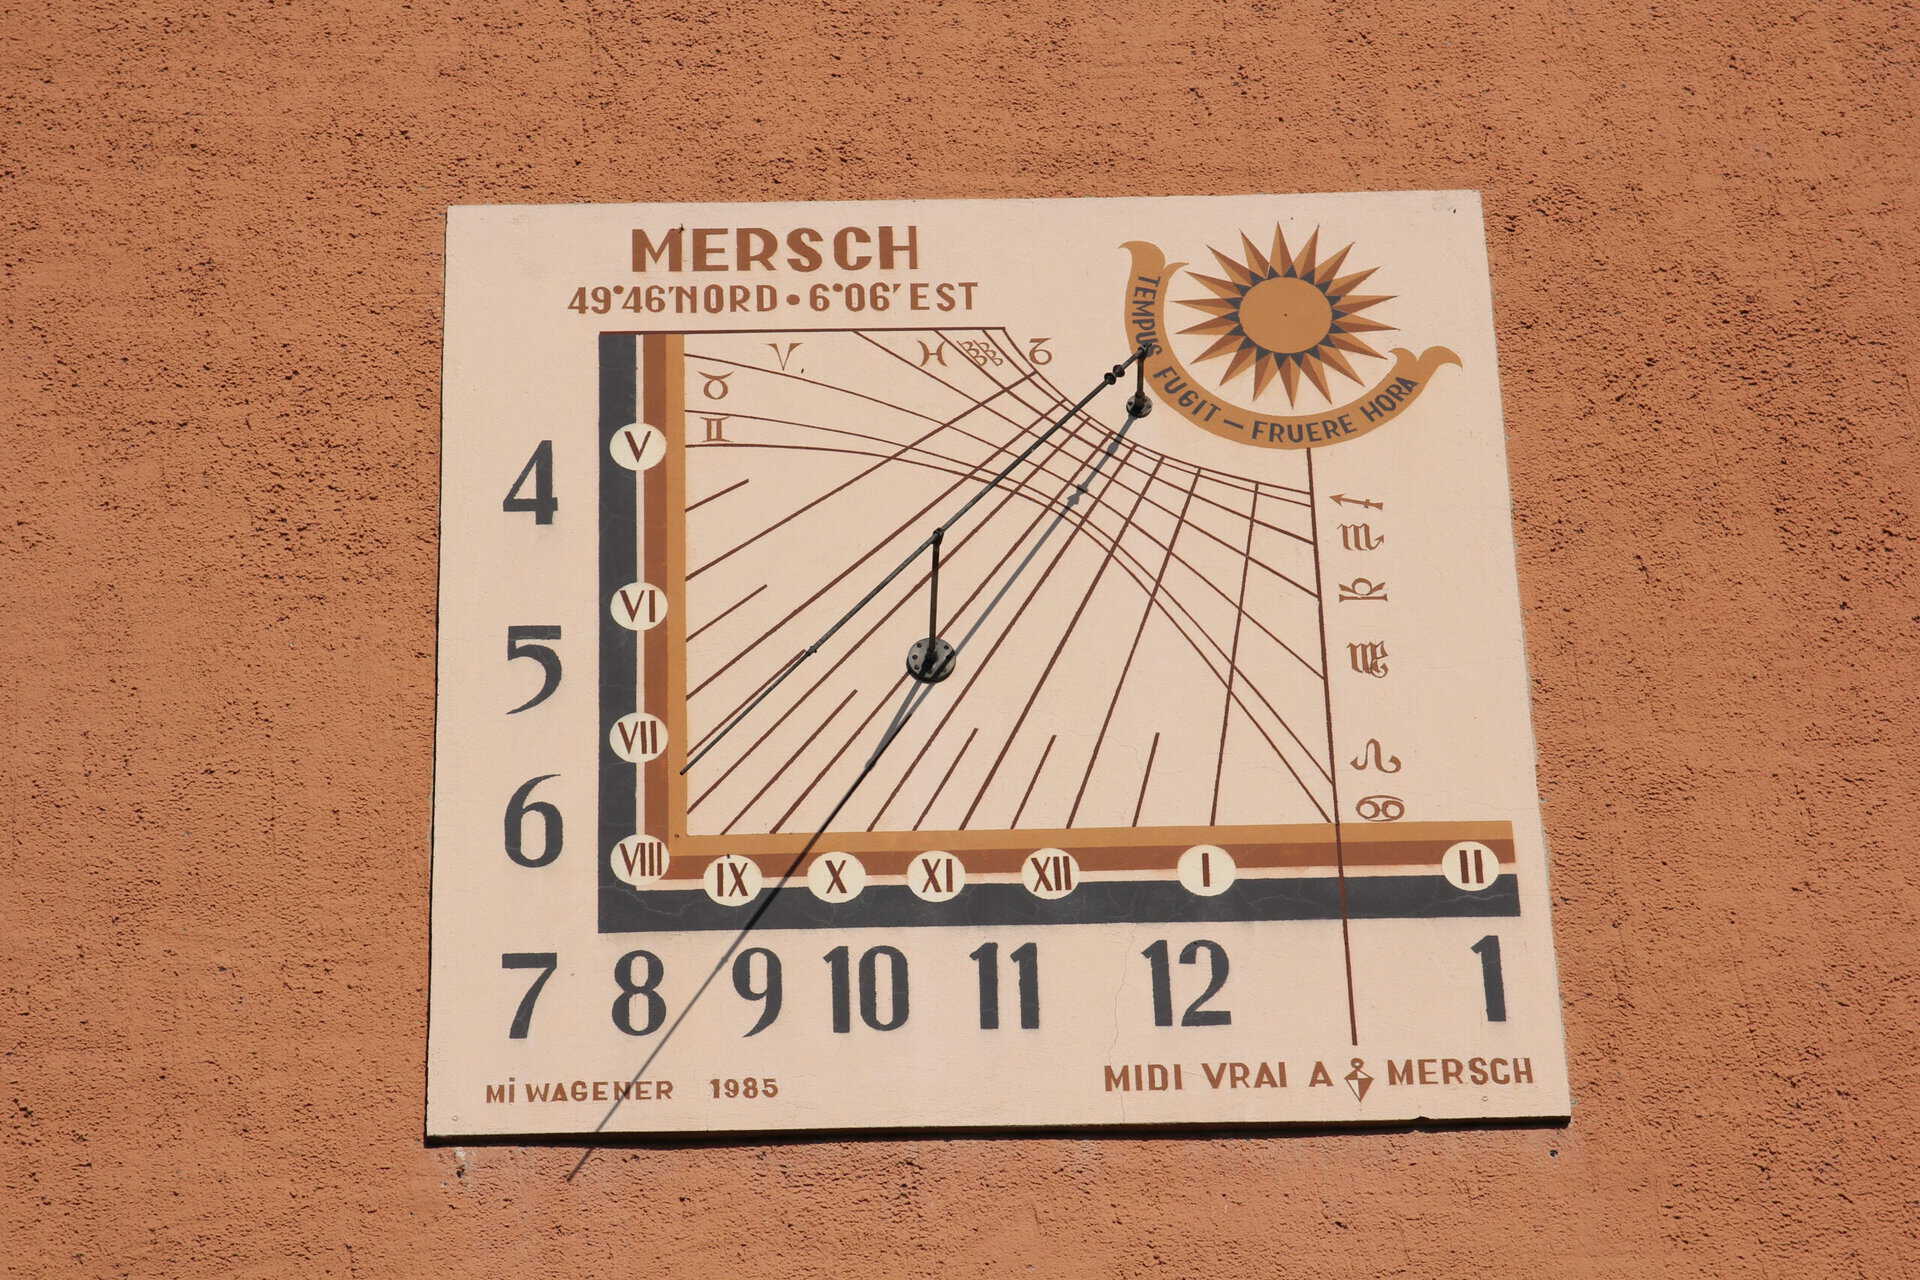 MERSCH
49°46'NORD • 6°06' EST
TEMPUS FUGIT — FRUERE HORA
♈ ♓ ♒ ♑
♉
♊
♐
♏
♎
♍
♌
♋
4
5
6
7 8 9 10 11 12 1
V
VI
VII
VIII IX X XI XII I II
Mi WAGENER 1985
MIDI VRAI A MERSCH